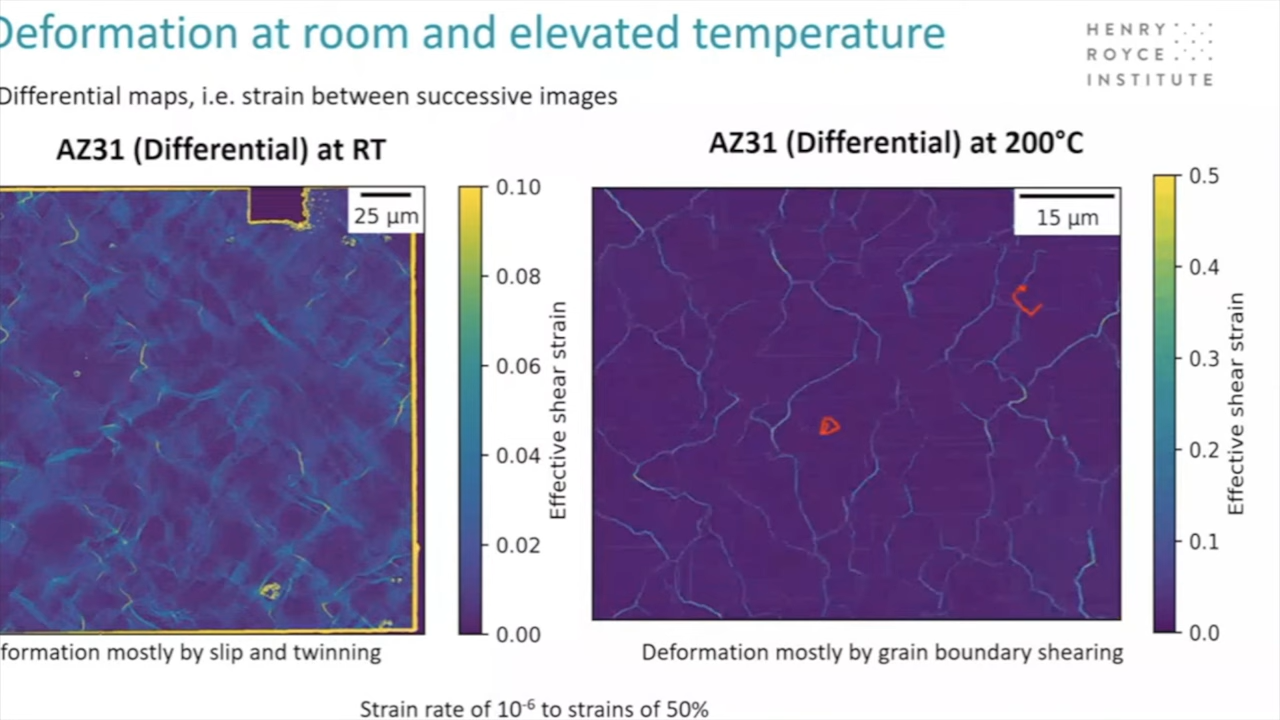 Deformation at room and elevated temperature
HENRY
ROYCE
INSTITUTE
Differential maps, i.e. strain between successive images
AZ31 (Differential) at RT
AZ31 (Differential) at 200°C
25 µm
0.10
0.08
0.06
0.04
0.02
0.00
Effective shear strain
15 µm
0.5
0.4
0.3
0.2
0.1
0.0
Effective shear strain
formation mostly by slip and twinning
Deformation mostly by grain boundary shearing
Strain rate of 10⁻⁶ to strains of 50%